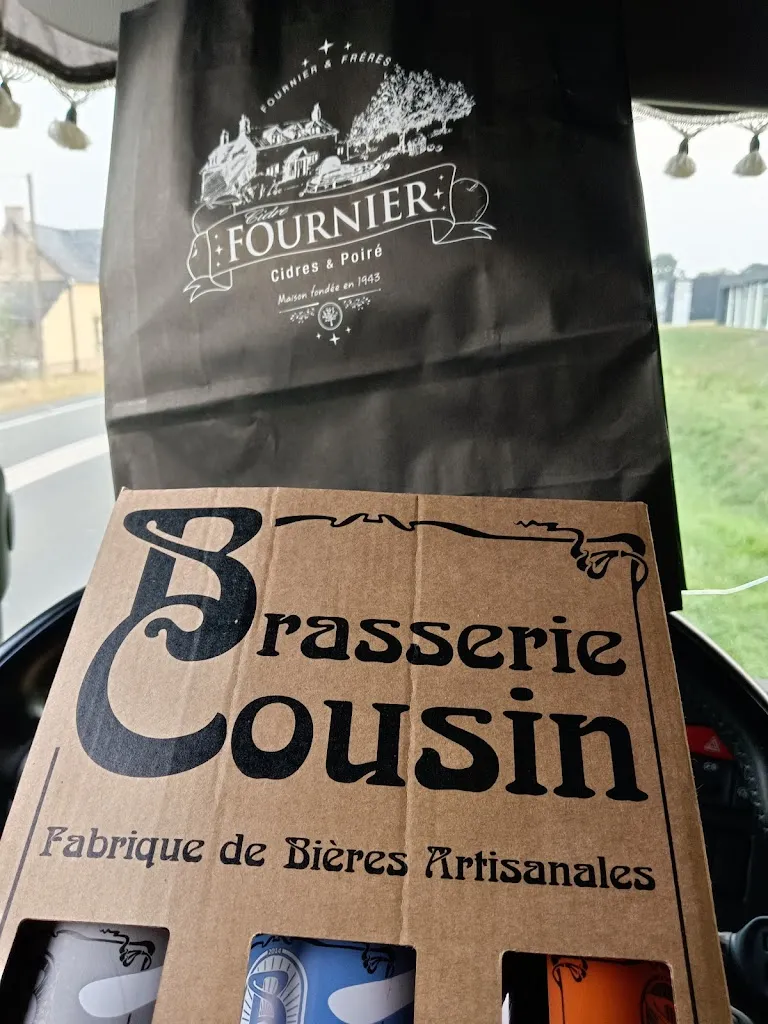 FOURNIER & FRÈRES
Cidre
FOURNIER
Cidres & Poiré
Maison fondée en 1943
Brasserie
Cousin
Fabrique de Bières Artisanales